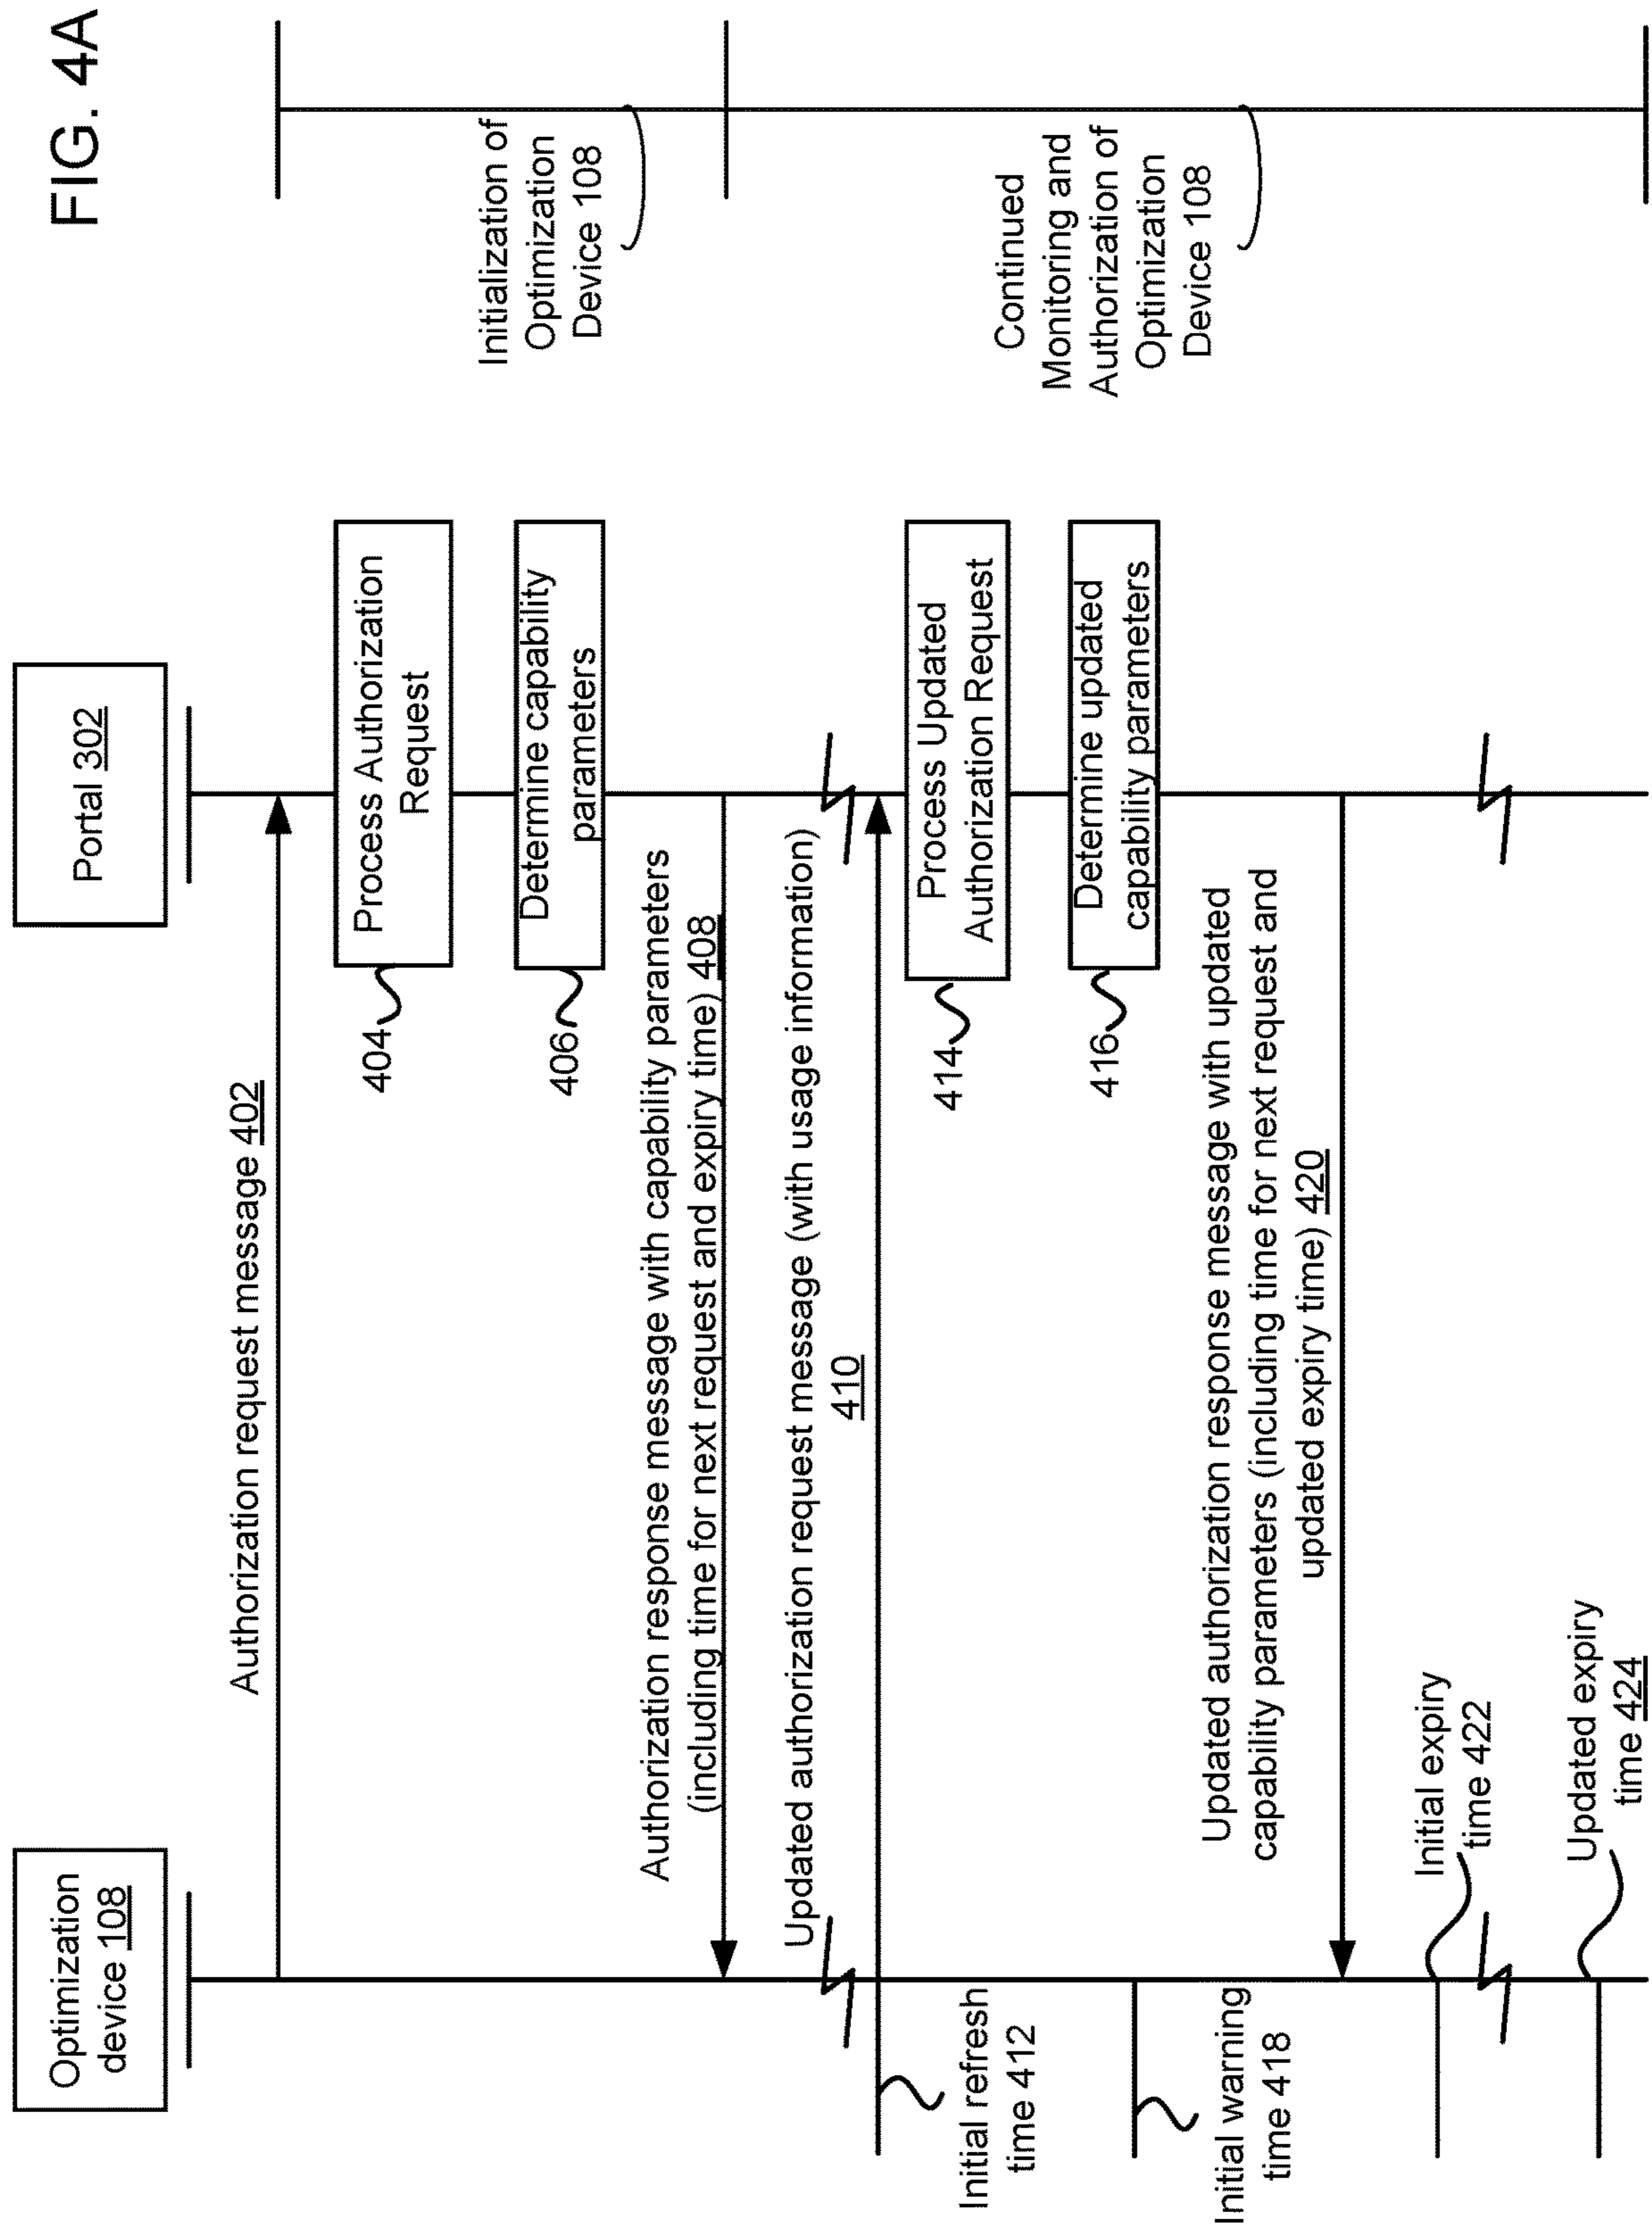 FIG. 4A
Optimization
device 108
Portal 302
Authorization request message 402
Process Authorization
Request
404
Determine capability
parameters
406
Authorization response message with capability parameters
(including time for next request and expiry time) 408
Initialization of
Optimization
Device 108
Updated authorization request message (with usage information)
410
Initial refresh
time 412
Process Updated
Authorization Request
414
Determine updated
capability parameters
416
Initial warning
time 418
Updated authorization response message with updated
capability parameters (including time for next request and
updated expiry time) 420
Continued
Monitoring and
Authorization of
Optimization
Device 108
Initial expiry
time 422
Updated expiry
time 424